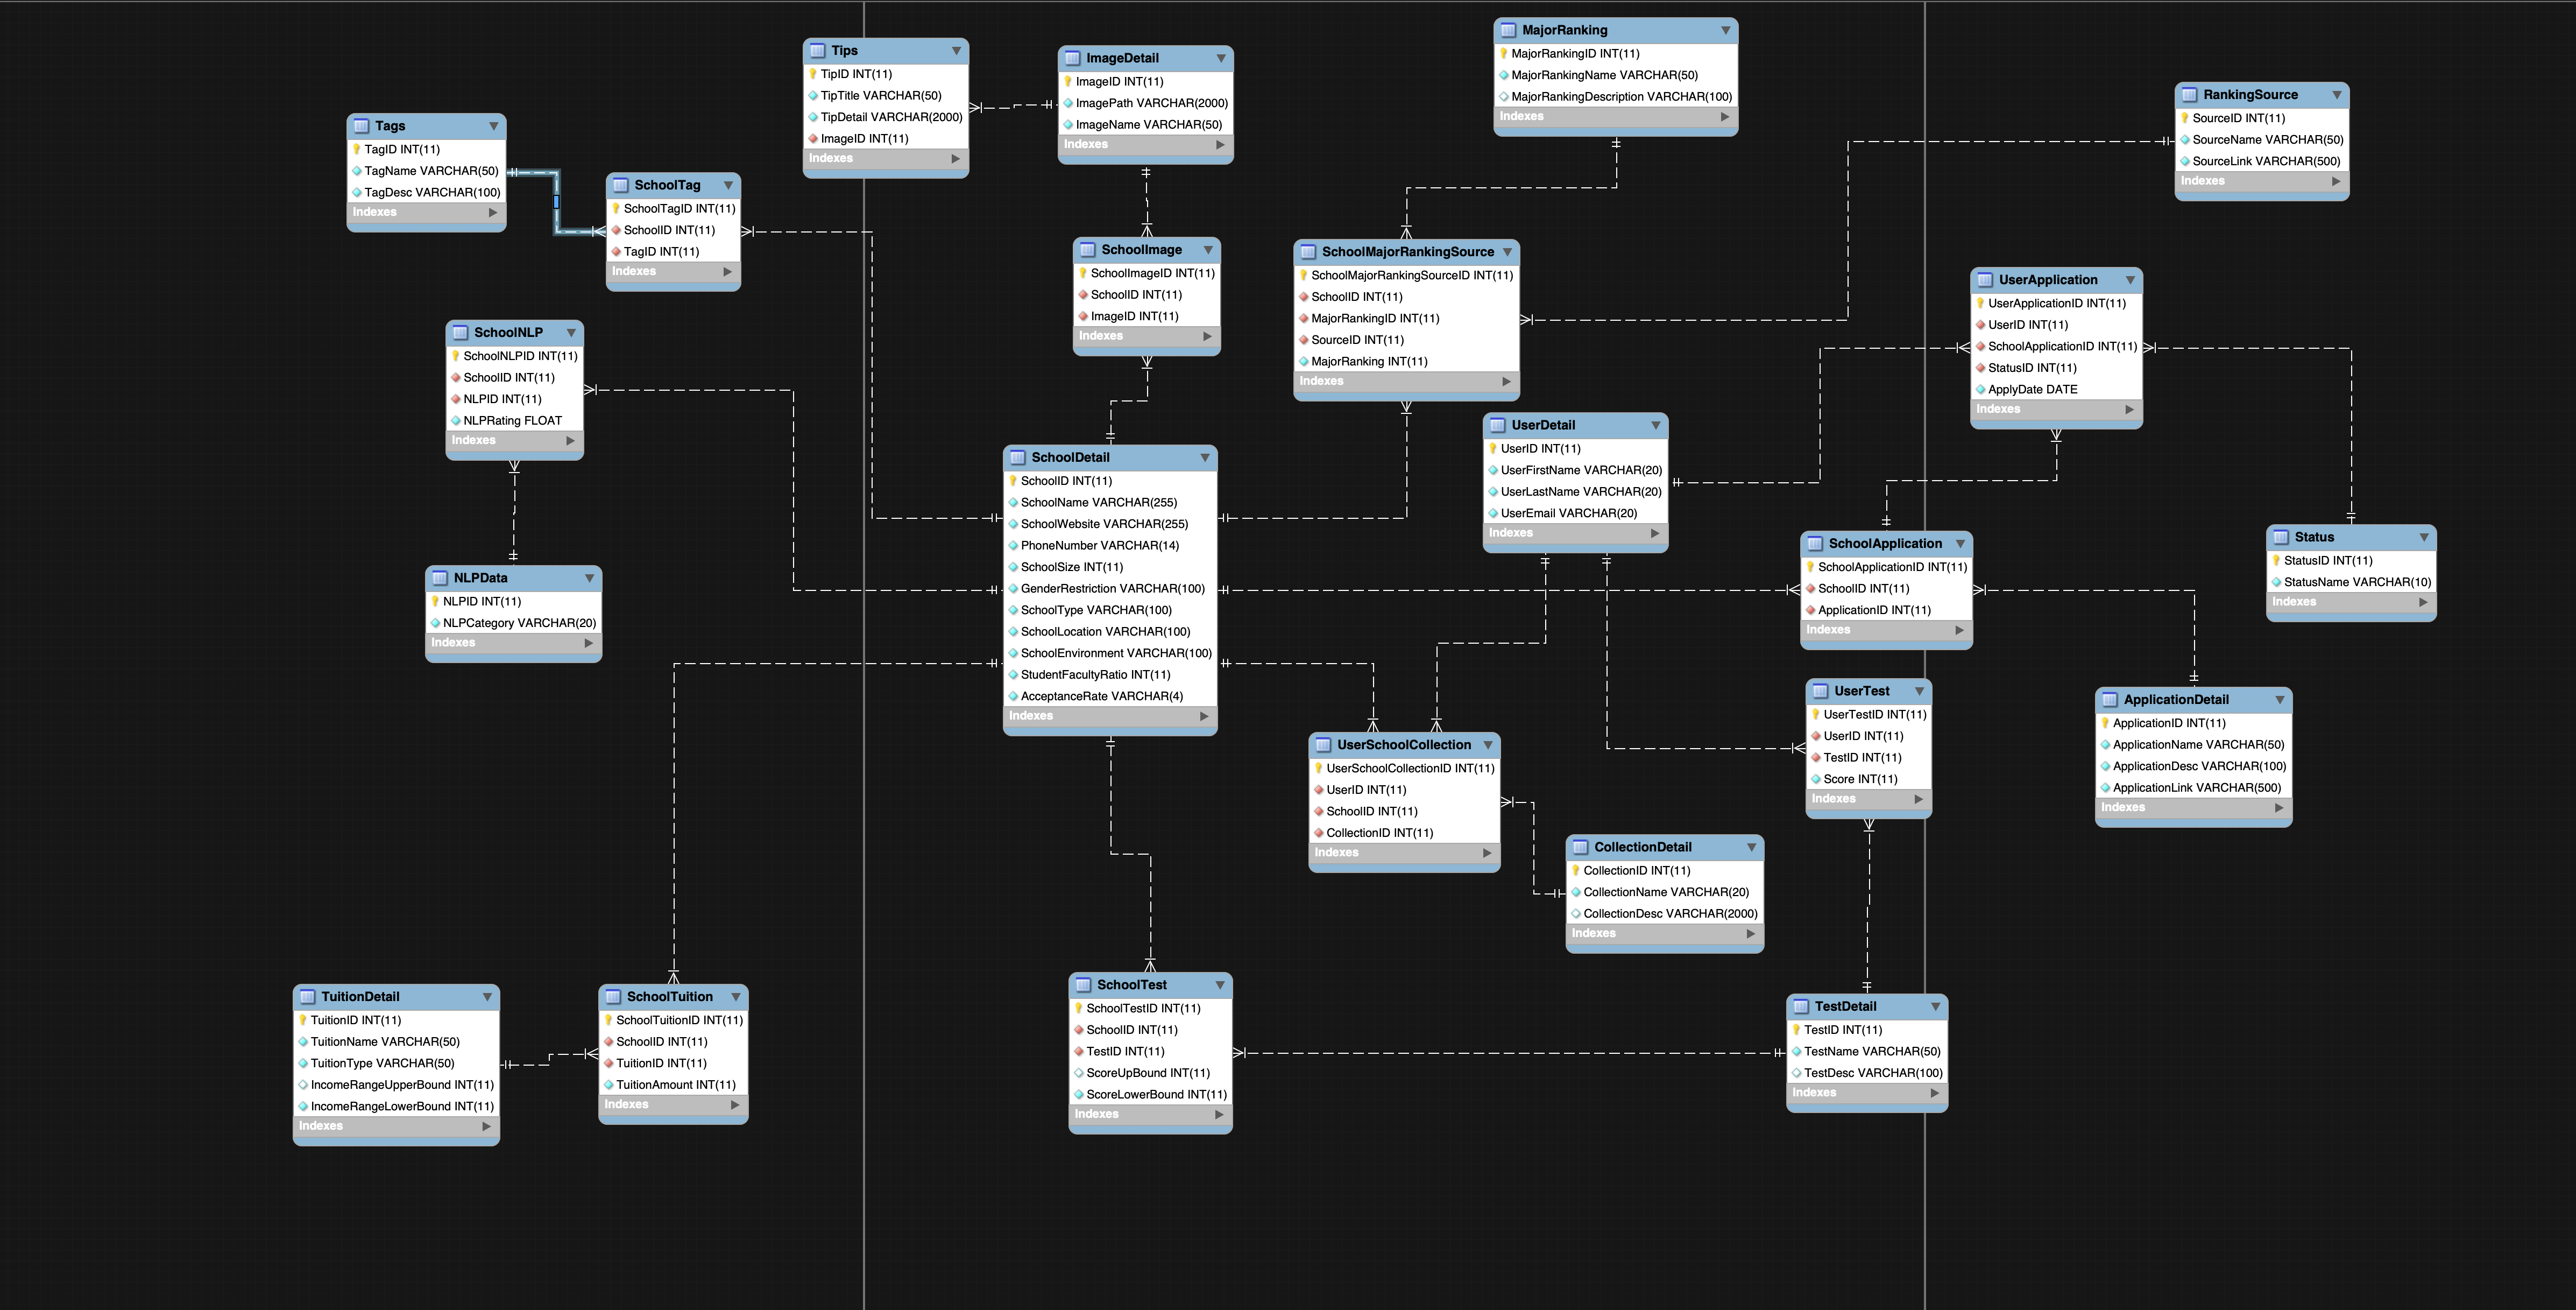 Tips
TipID INT(11)
TipTitle VARCHAR(50)
TipDetail VARCHAR(2000)
ImageID INT(11)
Indexes
ImageDetail
ImageID INT(11)
ImagePath VARCHAR(2000)
ImageName VARCHAR(50)
Indexes
MajorRanking
MajorRankingID INT(11)
MajorRankingName VARCHAR(50)
MajorRankingDescription VARCHAR(100)
Indexes
RankingSource
SourceID INT(11)
SourceName VARCHAR(50)
SourceLink VARCHAR(500)
Indexes
Tags
TagID INT(11)
TagName VARCHAR(50)
TagDesc VARCHAR(100)
Indexes
SchoolTag
SchoolTagID INT(11)
SchoolID INT(11)
TagID INT(11)
Indexes
SchoolImage
SchoolImageID INT(11)
SchoolID INT(11)
ImageID INT(11)
Indexes
SchoolMajorRankingSource
SchoolMajorRankingSourceID INT(11)
SchoolID INT(11)
MajorRankingID INT(11)
SourceID INT(11)
MajorRanking INT(11)
Indexes
UserApplication
UserApplicationID INT(11)
UserID INT(11)
SchoolApplicationID INT(11)
StatusID INT(11)
ApplyDate DATE
Indexes
SchoolNLP
SchoolNLPID INT(11)
SchoolID INT(11)
NLPID INT(11)
NLPRating FLOAT
Indexes
UserDetail
UserID INT(11)
UserFirstName VARCHAR(20)
UserLastName VARCHAR(20)
UserEmail VARCHAR(20)
Indexes
SchoolDetail
SchoolID INT(11)
SchoolName VARCHAR(255)
SchoolWebsite VARCHAR(255)
PhoneNumber VARCHAR(14)
SchoolSize INT(11)
GenderRestriction VARCHAR(100)
SchoolType VARCHAR(100)
SchoolLocation VARCHAR(100)
SchoolEnvironment VARCHAR(100)
StudentFacultyRatio INT(11)
AcceptanceRate VARCHAR(4)
Indexes
SchoolApplication
SchoolApplicationID INT(11)
SchoolID INT(11)
ApplicationID INT(11)
Indexes
Status
StatusID INT(11)
StatusName VARCHAR(10)
Indexes
NLPData
NLPID INT(11)
NLPCategory VARCHAR(20)
Indexes
UserTest
UserTestID INT(11)
UserID INT(11)
TestID INT(11)
Score INT(11)
Indexes
ApplicationDetail
ApplicationID INT(11)
ApplicationName VARCHAR(50)
ApplicationDesc VARCHAR(100)
ApplicationLink VARCHAR(500)
Indexes
UserSchoolCollection
UserSchoolCollectionID INT(11)
UserID INT(11)
SchoolID INT(11)
CollectionID INT(11)
Indexes
CollectionDetail
CollectionID INT(11)
CollectionName VARCHAR(20)
CollectionDesc VARCHAR(2000)
Indexes
TuitionDetail
TuitionID INT(11)
TuitionName VARCHAR(50)
TuitionType VARCHAR(50)
IncomeRangeUpperBound INT(11)
IncomeRangeLowerBound INT(11)
Indexes
SchoolTuition
SchoolTuitionID INT(11)
SchoolID INT(11)
TuitionID INT(11)
TuitionAmount INT(11)
Indexes
SchoolTest
SchoolTestID INT(11)
SchoolID INT(11)
TestID INT(11)
ScoreUpBound INT(11)
ScoreLowerBound INT(11)
Indexes
TestDetail
TestID INT(11)
TestName VARCHAR(50)
TestDesc VARCHAR(100)
Indexes